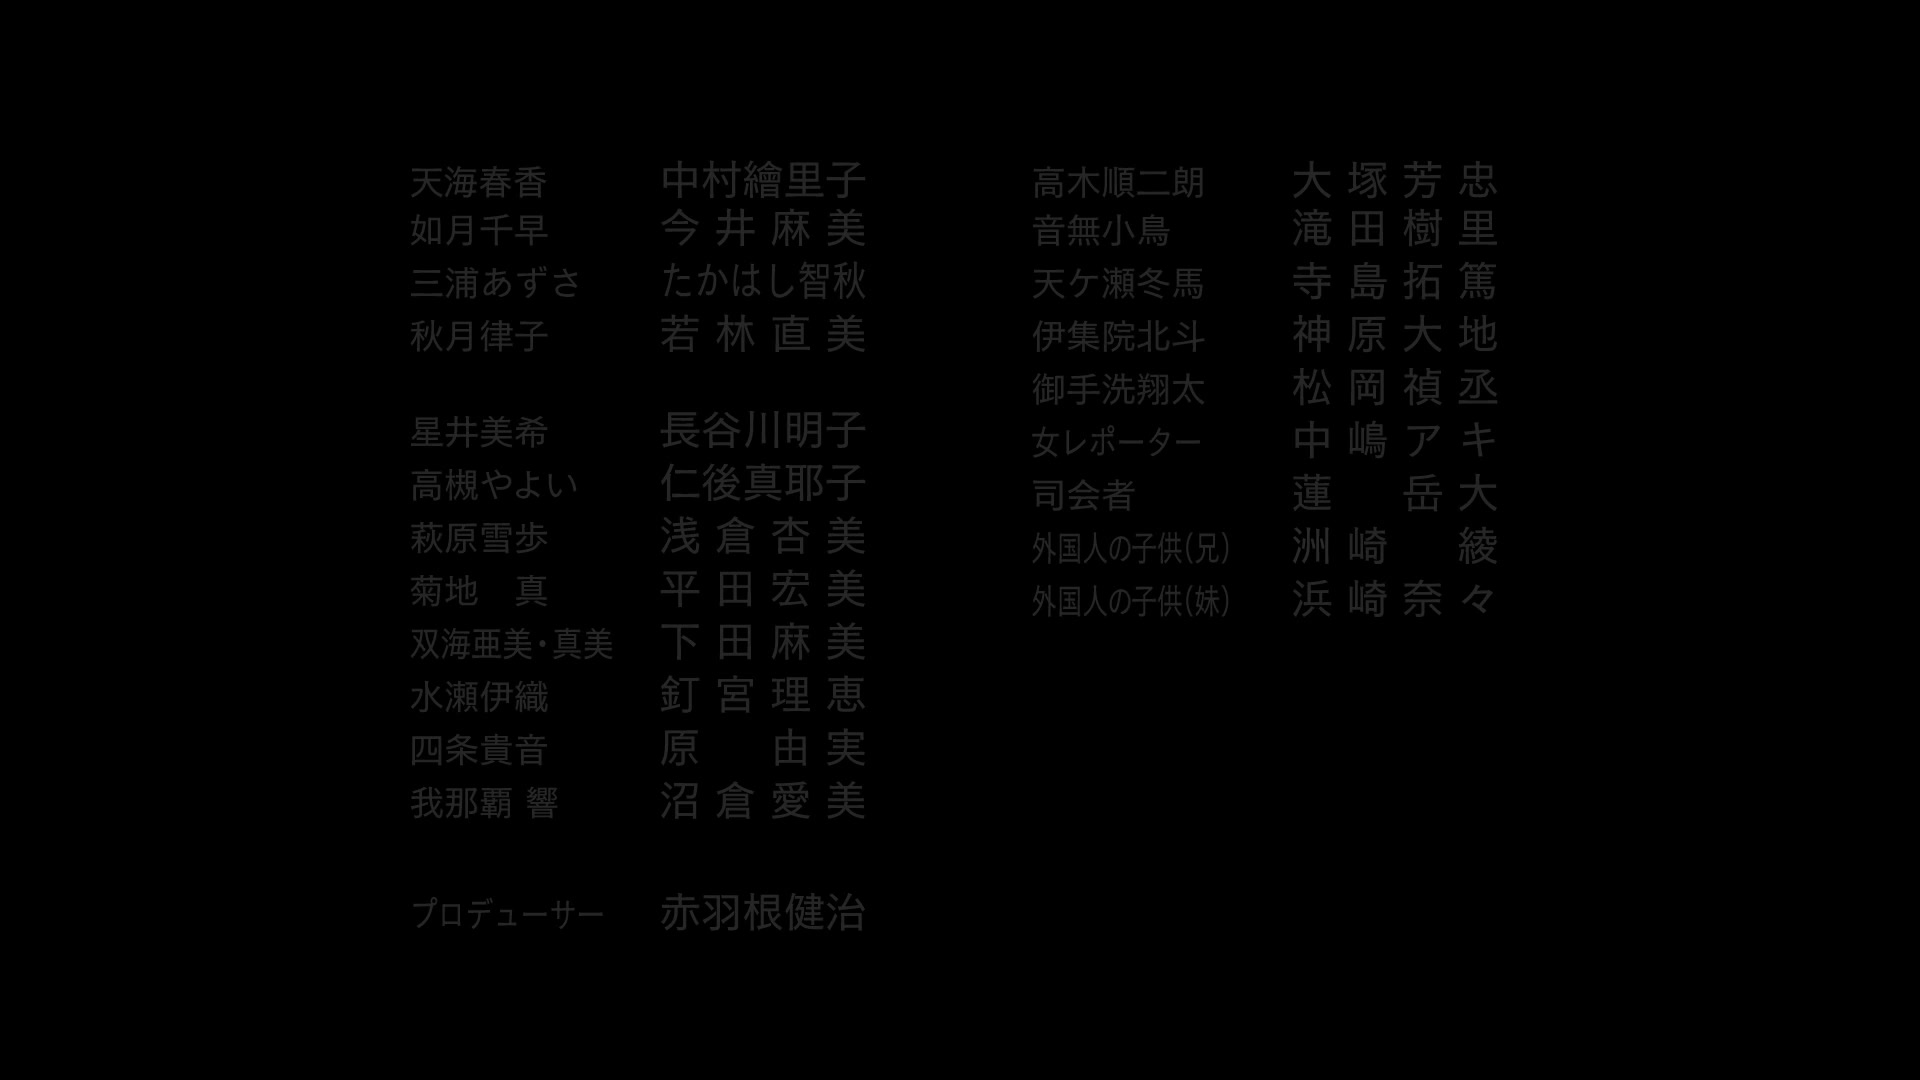 天海春香 中村繪里子
如月千早 今井麻美
三浦あずさ たかはし智秋
秋月律子 若林直美
星井美希 長谷川明子
高槻やよい 仁後真耶子
萩原雪歩 浅倉杏美
菊地　真 平田宏美
双海亜美・真美 下田麻美
水瀬伊織 釘宮理恵
四条貴音 原　由実
我那覇 響 沼倉愛美
プロデューサー 赤羽根健治
高木順二朗 大塚芳忠
音無小鳥 滝田樹里
天ケ瀬冬馬 寺島拓篤
伊集院北斗 神原大地
御手洗翔太 松岡禎丞
女レポーター 中嶋アキ
司会者 蓮　岳大
外国人の子供(兄) 洲崎　綾
外国人の子供(妹) 浜崎奈々